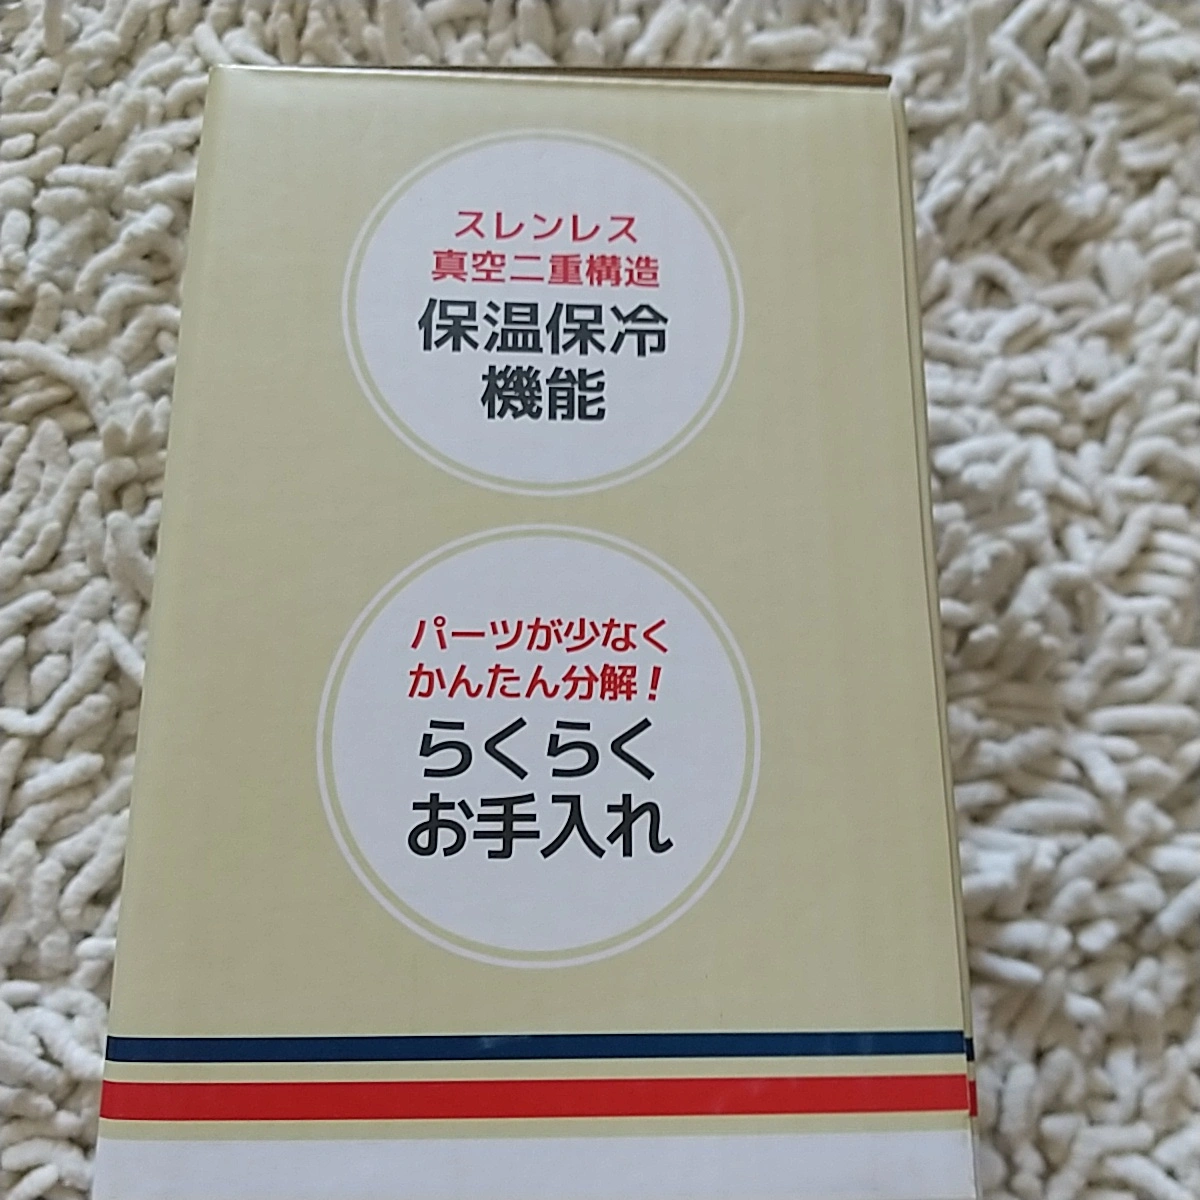 スレンレス
真空二重構造
保温保冷
機能
パーツが少なく
かんたん分解！
らくらく
お手入れ